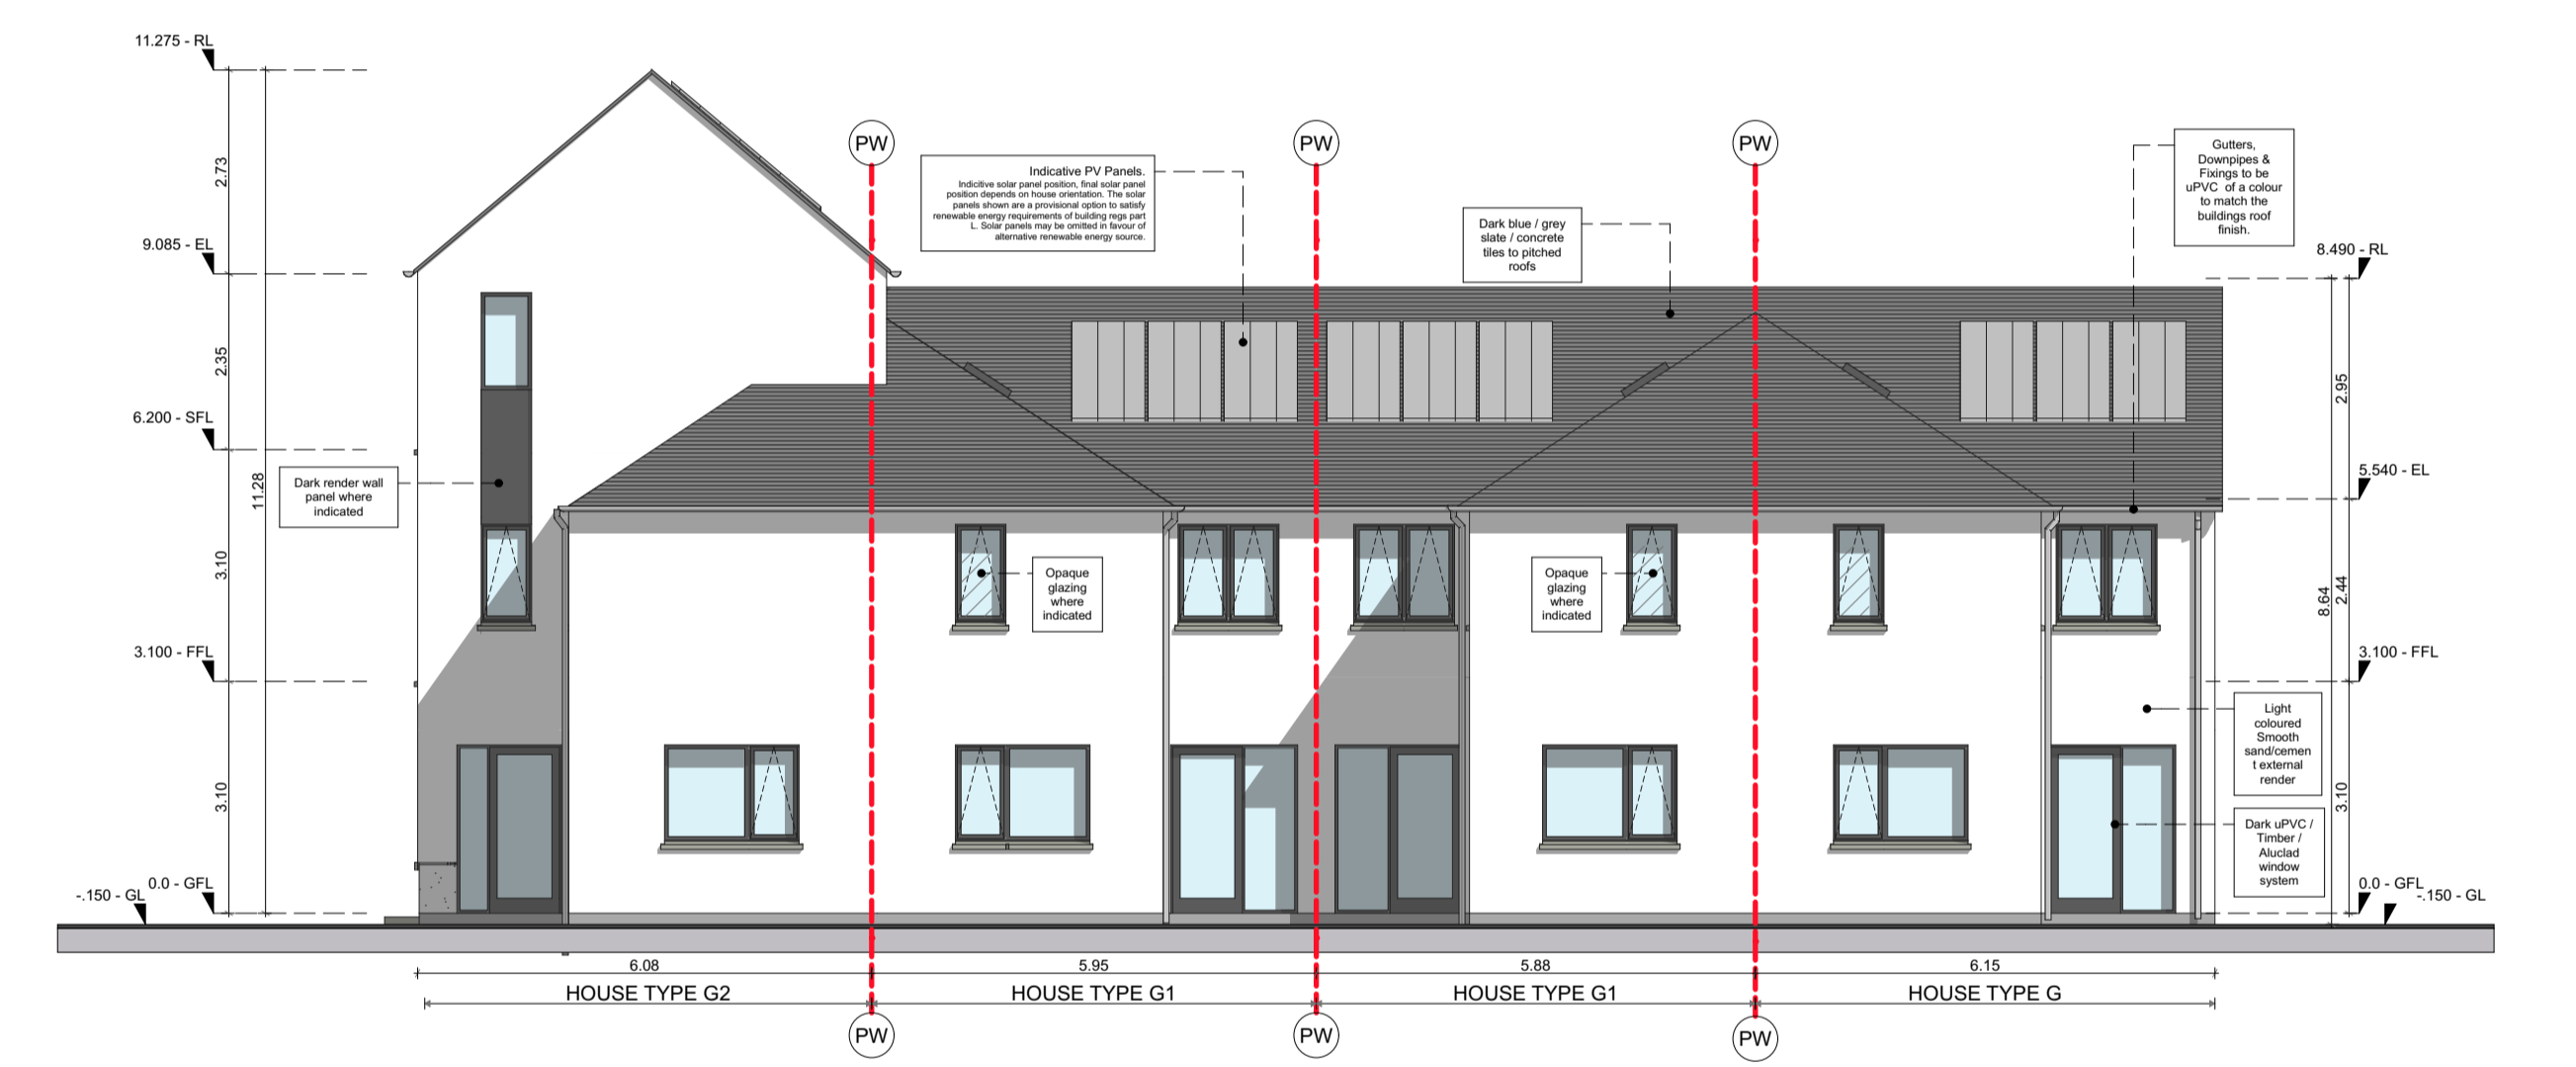 11.275 - RL
2.73
9.085 - EL
2.35
6.200 - SFL
11.28
3.10
3.100 - FFL
3.10
0.0 - GFL
-.150 - GL
Dark render wall
panel where
indicated
PW
PW
PW
Indicative PV Panels.
Indicitive solar panel position, final solar panel
position depends on house orientation. The solar
panels shown are a provisional option to satisfy
renewable energy requirements of building regs part
L. Solar panels may be omitted in favour of
alternative renewable energy source.
Dark blue / grey
slate / concrete
tiles to pitched
roofs
Gutters,
Downpipes &
Fixings to be
uPVC of a colour
to match the
buildings roof
finish.
8.490 - RL
2.95
5.540 - EL
8.64
2.44
3.100 - FFL
3.10
0.0 - GFL
-.150 - GL
Opaque
glazing
where
indicated
Opaque
glazing
where
indicated
Light
coloured
Smooth
sand/cemen
t external
render
Dark uPVC /
Timber /
Aluclad
window
system
6.08
5.95
5.88
6.15
HOUSE TYPE G2
HOUSE TYPE G1
HOUSE TYPE G1
HOUSE TYPE G
PW
PW
PW